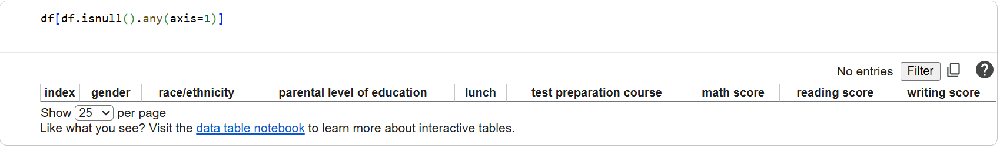 df[df.isnull().any(axis=1)]
No entries Filter
index gender race/ethnicity parental level of education lunch test preparation course math score reading score writing score
Show 25 per page
Like what you see? Visit the data table notebook to learn more about interactive tables.